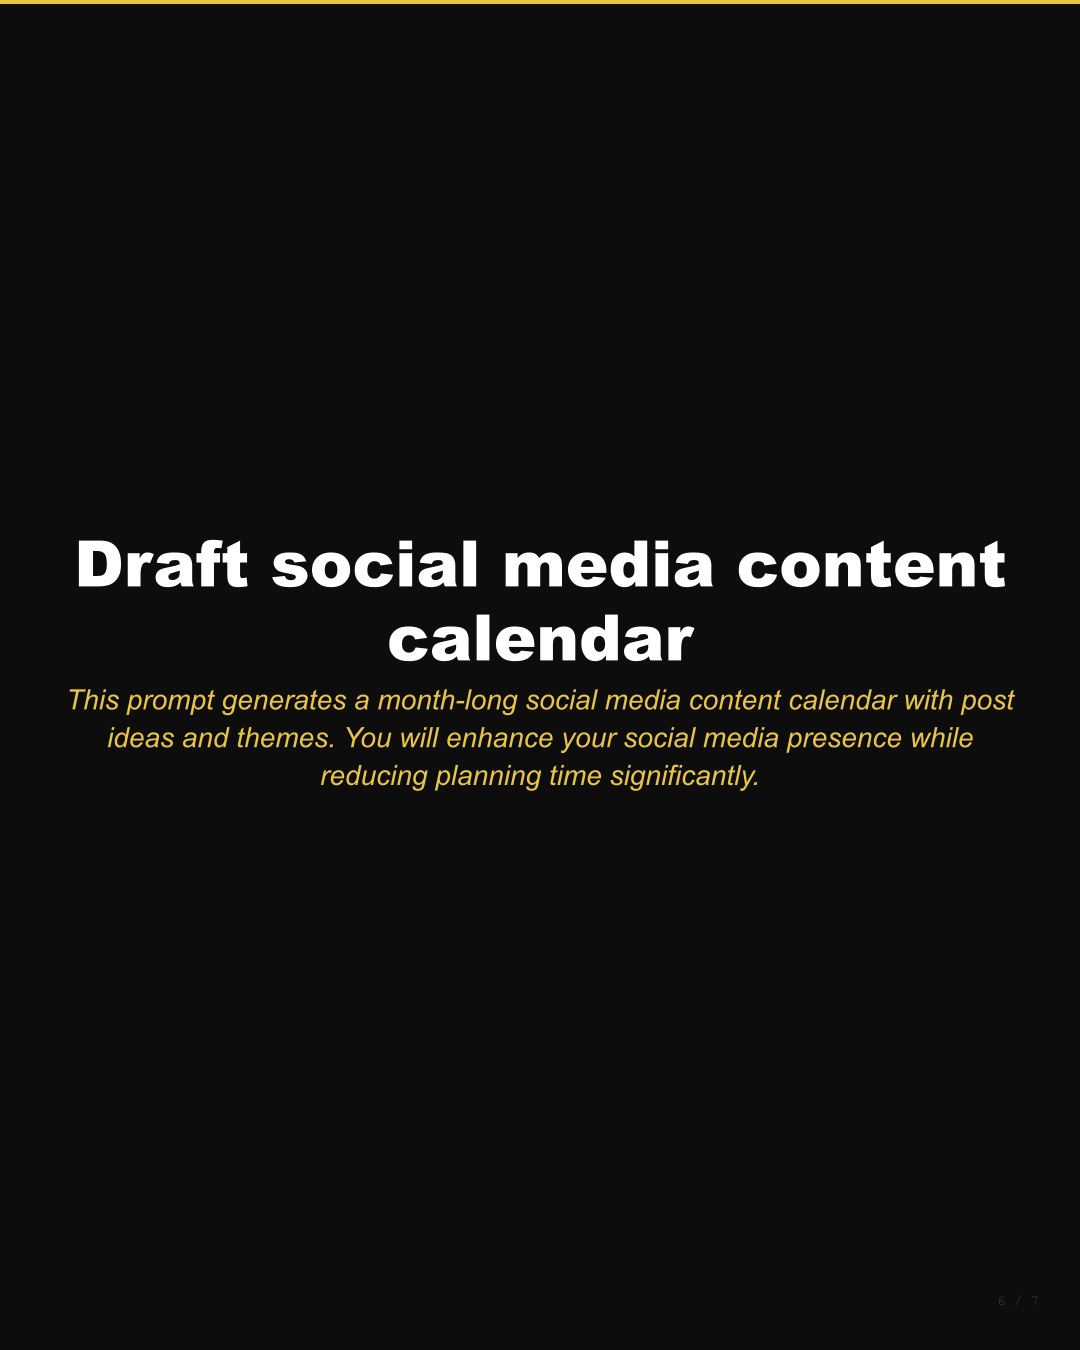 Draft social media content
calendar
This prompt generates a month-long social media content calendar with post
ideas and themes. You will enhance your social media presence while
reducing planning time significantly.
6 / 7